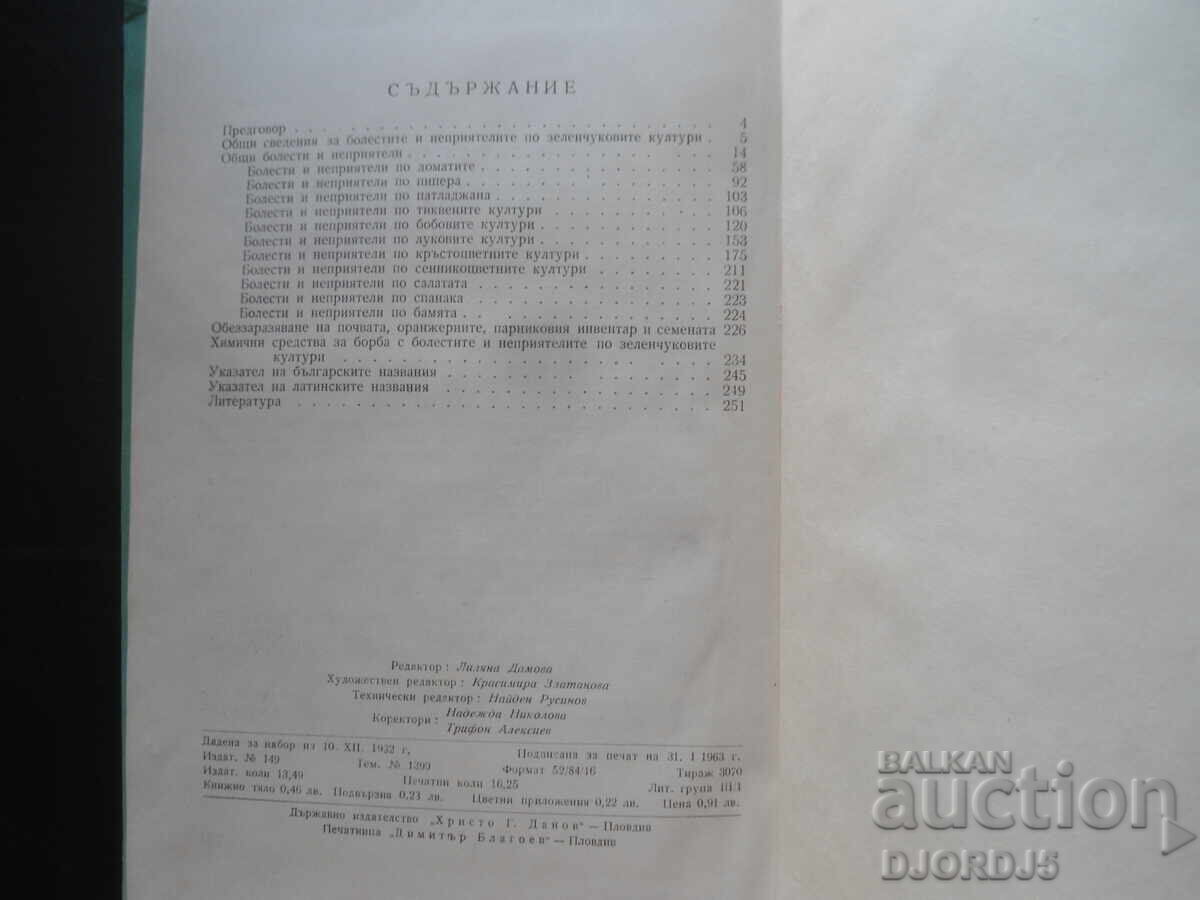 СЪДЪРЖАНИЕ
Предговор . . . . . . . . . . . . . . . . . . . . 4
Общи сведения за болестите и неприятелите по зеленчуковите култури . 5
Общи болести и неприятели . . . . . . . . . . . . . . . 14
Болести и неприятели по доматите . . . . . . . . . . . . 58
Болести и неприятели по пипера . . . . . . . . . . . . 92
Болести и неприятели по патладжана . . . . . . . . . . . 103
Болести и неприятели по тиквените култури . . . . . . . . . 106
Болести и неприятели по бобовите култури . . . . . . . . . 120
Болести и неприятели по луковите култури . . . . . . . . . 153
Болести и неприятели по кръстоцветните култури . . . . . . . 175
Болести и неприятели по сенникоцветните култури . . . . . . . 211
Болести и неприятели по салатата . . . . . . . . . . . . 221
Болести и неприятели по спанака . . . . . . . . . . . . 223
Болести и неприятели по бамята . . . . . . . . . . . . 224
Обеззаразяване на почвата, оранжерните, парниковия инвентар и семената 226
Химични средства за борба с болестите и неприятелите по зеленчуковите
култури . . . . . . . . . . . . . . . . . . 234
Указател на българските названия . . . . . . . . . . . . . 245
Указател на латинските названия . . . . . . . . . . . . . 249
Литература . . . . . . . . . . . . . . . . . . . . 251
Редактор : Лиляна Дамова
Художествен редактор : Красимира Златанова
Технически редактор : Найден Русинов
Коректори : Надежда Николова
Трифон Алексиев
Дадена за набор на 10. XII. 1952 г. Подписана за печат на 31. I 1963 г.
Издат. № 149 Тем. № 1299 Формат 52/84/16 Тираж 3070
Издат. коли 13,49 Печатни коли 16,25 Лит. група III/1
Книжно тяло 0,46 лв. Подвързия 0,23 лв. Цветни приложения 0,22 лв. Цена 0,91 лв.
Държавно издателство „Христо Г. Данов“ — Пловдив
Печатница „Димитър Благоев“ — Пловдив
BALKAN
auction
DJORDJ5